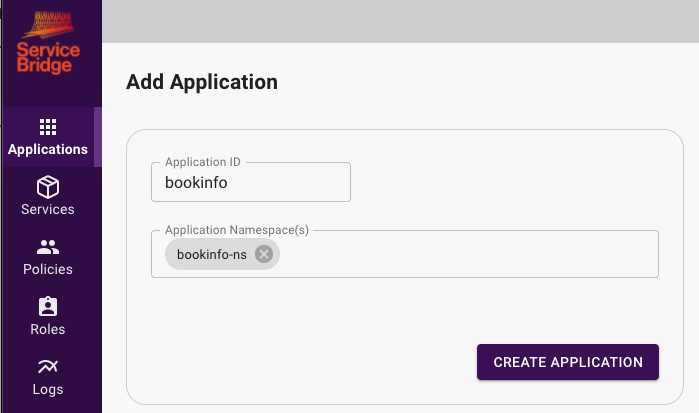 Service
Bridge
Applications
Services
Policies
Roles
Logs
Add Application
Application ID
bookinfo
Application Namespace(s)
bookinfo-ns
CREATE APPLICATION